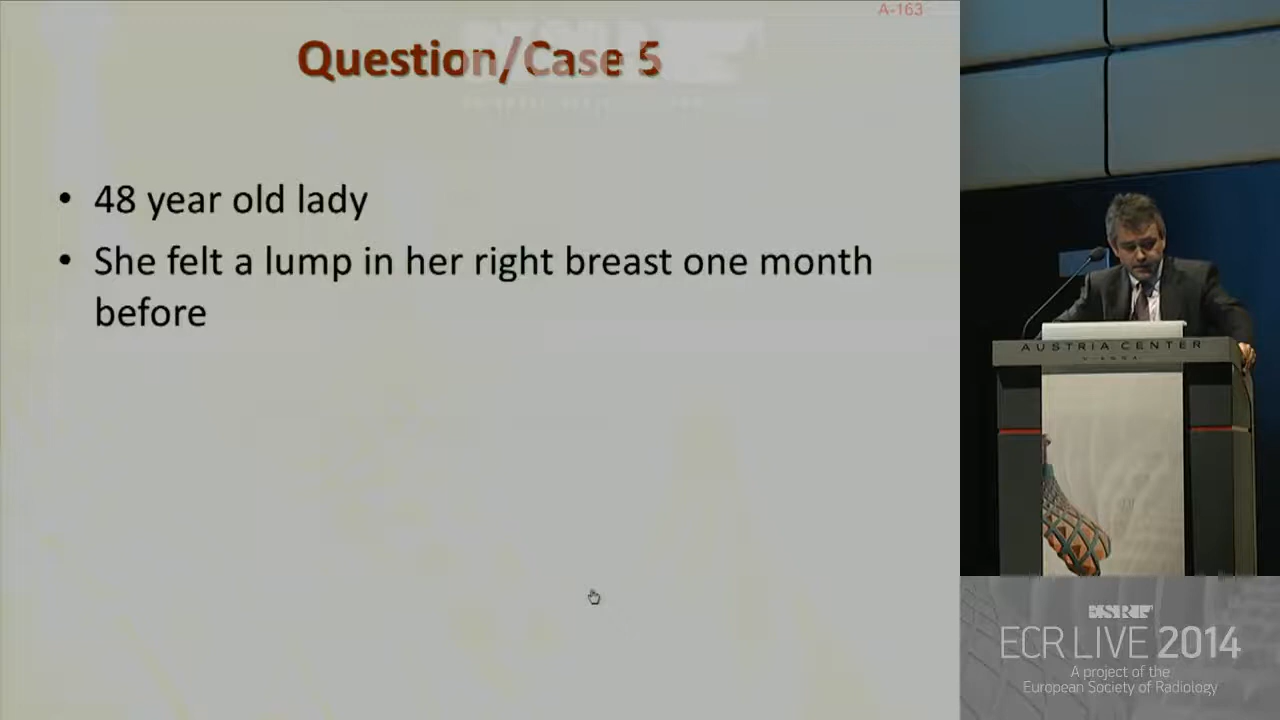 A-163
Question/Case 5
• 48 year old lady
• She felt a lump in her right breast one month
before
AUSTRIA CENTER
VIENNA
ECR LIVE 2014
A project of the
European Society of Radiology